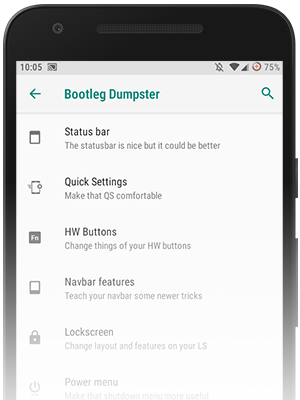 10:05 75%
Bootleg Dumpster
Status bar
The statusbar is nice but it could be better
Quick Settings
Make that QS comfortable
Fn
HW Buttons
Change things of your HW buttons
Navbar features
Teach your navbar some newer tricks
Lockscreen
Change layout and features on your LS
Power menu
Make that shutdown menu more useful